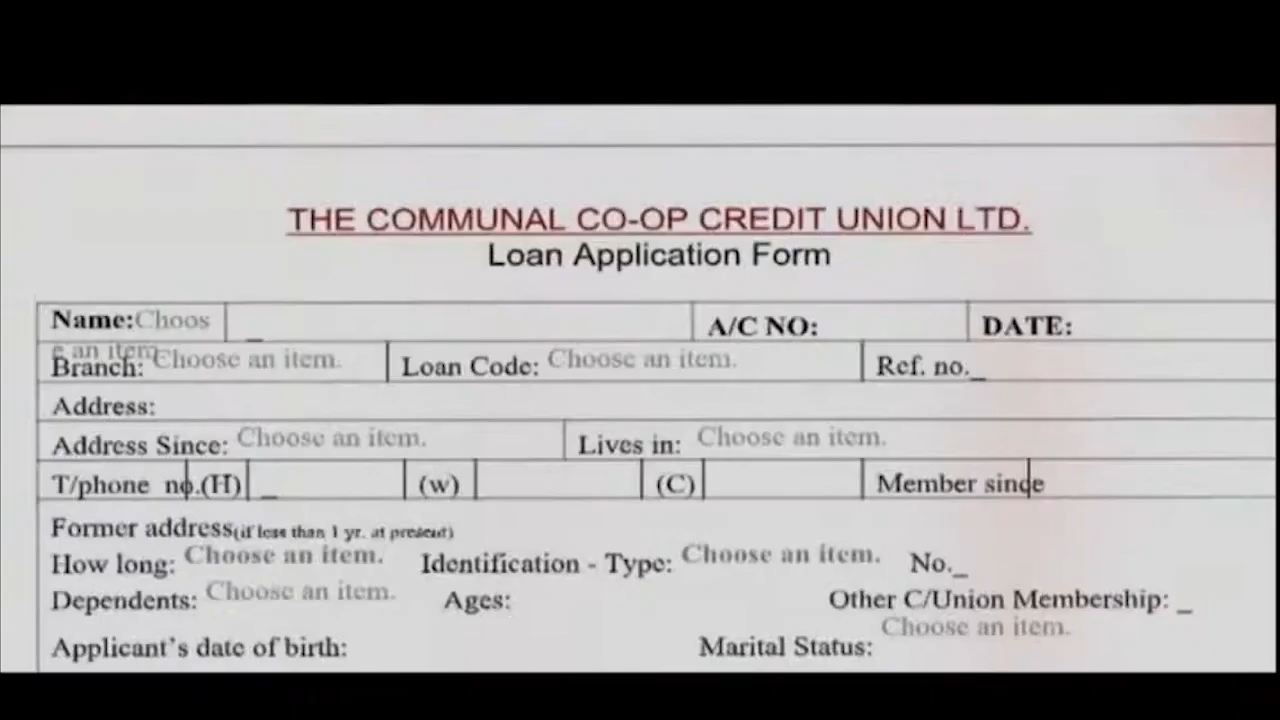 THE COMMUNAL CO-OP CREDIT UNION LTD.
Loan Application Form
Name:Choos _ A/C NO: DATE:
e an item.
Branch: Choose an item. Loan Code: Choose an item. Ref. no._
Address:
Address Since: Choose an item. Lives in: Choose an item.
T/phone no.(H) _ (w) (C) Member since
Former address(if less than 1 yr. at present)
How long: Choose an item. Identification - Type: Choose an item. No._
Dependents: Choose an item. Ages: Other C/Union Membership: _
Choose an item.
Applicant's date of birth: Marital Status: